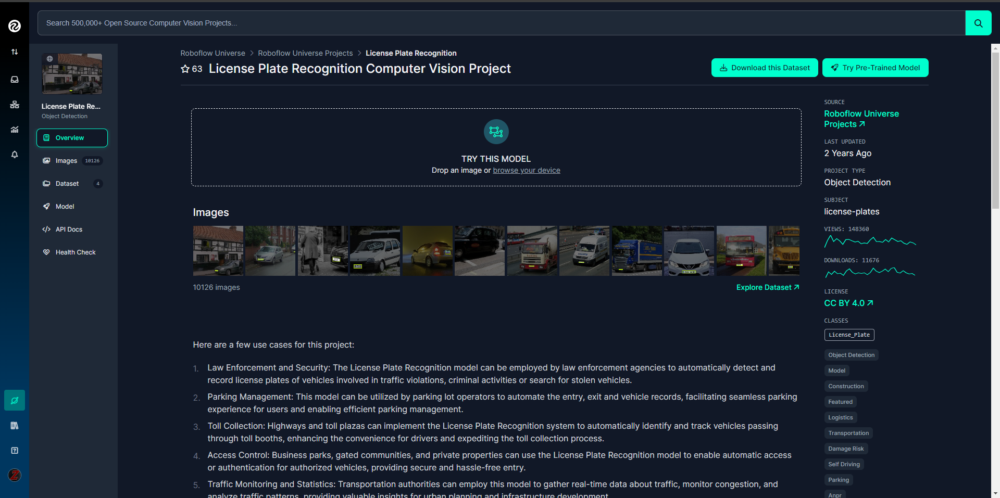 Search 500,000+ Open Source Computer Vision Projects...
License Plate Re...
Object Detection
Overview
Images 10126
Dataset 4
Model
API Docs
Health Check
Roboflow Universe > Roboflow Universe Projects > License Plate Recognition
63 License Plate Recognition Computer Vision Project
Download this Dataset
Try Pre-Trained Model
TRY THIS MODEL
Drop an image or browse your device
Images
10126 images
Explore Dataset
Here are a few use cases for this project:
1. Law Enforcement and Security: The License Plate Recognition model can be employed by law enforcement agencies to automatically detect and
record license plates of vehicles involved in traffic violations, criminal activities or search for stolen vehicles.
2. Parking Management: This model can be utilized by parking lot operators to automate the entry, exit and vehicle records, facilitating seamless parking
experience for users and enabling efficient parking management.
3. Toll Collection: Highways and toll plazas can implement the License Plate Recognition system to automatically identify and track vehicles passing
through toll booths, enhancing the convenience for drivers and expediting the toll collection process.
4. Access Control: Business parks, gated communities, and private properties can use the License Plate Recognition model to enable automatic access
or authentication for authorized vehicles, providing secure and hassle-free entry.
5. Traffic Monitoring and Statistics: Transportation authorities can employ this model to gather real-time data about traffic, monitor congestion, and
analyze traffic patterns, providing valuable insights for urban planning and infrastructure development.
SOURCE
Roboflow Universe
Projects
LAST UPDATED
2 Years Ago
PROJECT TYPE
Object Detection
SUBJECT
license-plates
VIEWS: 148360
DOWNLOADS: 11676
LICENSE
CC BY 4.0
CLASSES
License_Plate
Object Detection
Model
Construction
Featured
Logistics
Transportation
Damage Risk
Self Driving
Parking
Anpr